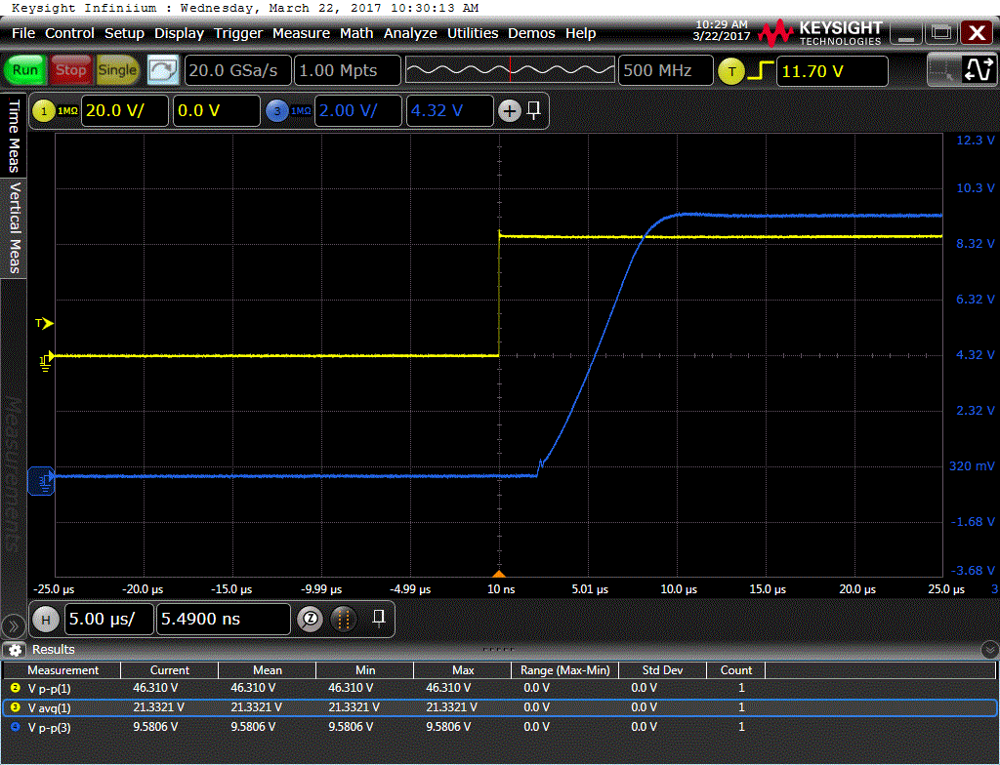 Keysight Infiniium : Wednesday, March 22, 2017 10:30:13 AM
File Control Setup Display Trigger Measure Math Analyze Utilities Demos Help
10:29 AM
3/22/2017
KEYSIGHT
TECHNOLOGIES
Run Stop Single 20.0 GSa/s 1.00 Mpts 500 MHz T 11.70 V
1 1MΩ 20.0 V/ 0.0 V 3 1MΩ 2.00 V/ 4.32 V
Time Meas
Vertical Meas
Measurements
12.3 V
10.3 V
8.32 V
6.32 V
T
4.32 V
1
2.32 V
320 mV
3
-1.68 V
-3.68 V
-25.0 µs -20.0 µs -15.0 µs -9.99 µs -4.99 µs 10 ns 5.01 µs 10.0 µs 15.0 µs 20.0 µs 25.0 µs 3
H 5.00 µs/ 5.4900 ns
Results
Measurement Current Mean Min Max Range (Max-Min) Std Dev Count
2 V p-p(1) 46.310 V 46.310 V 46.310 V 46.310 V 0.0 V 0.0 V 1
3 V avg(1) 21.3321 V 21.3321 V 21.3321 V 21.3321 V 0.0 V 0.0 V 1
V p-p(3) 9.5806 V 9.5806 V 9.5806 V 9.5806 V 0.0 V 0.0 V 1